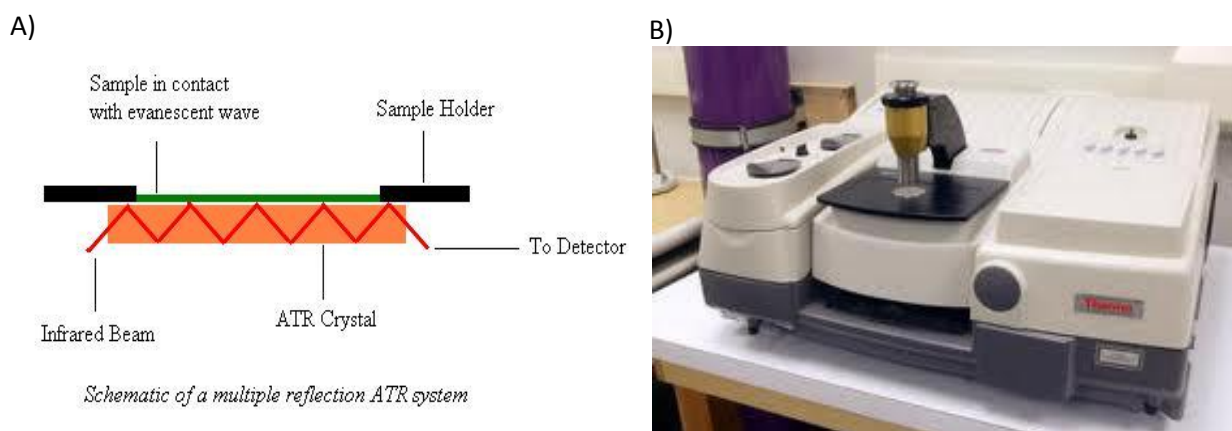 A)
B)
Sample in contact
with evanescent wave
Sample Holder
To Detector
ATR Crystal
Infrared Beam
Schematic of a multiple reflection ATR system
Thermo